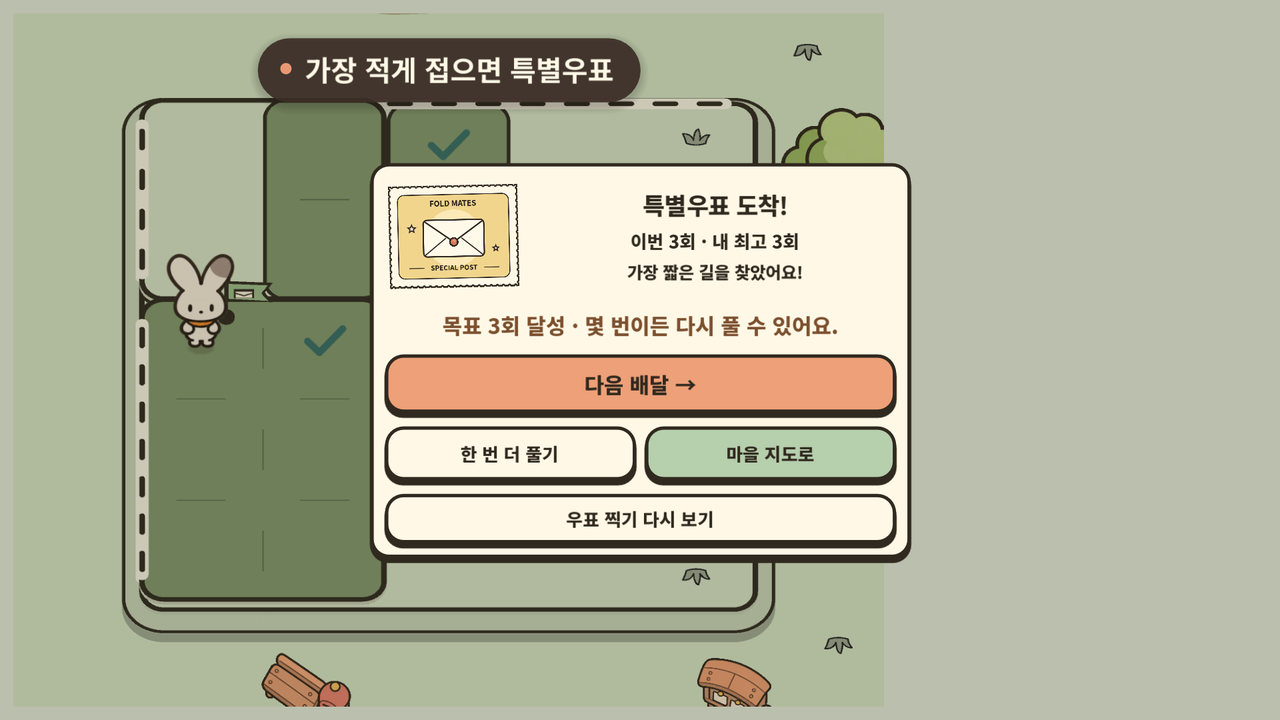 가장 적게 접으면 특별우표
FOLD MATES
SPECIAL POST
특별우표 도착!
이번 3회 · 내 최고 3회
가장 짧은 길을 찾았어요!
목표 3회 달성 · 몇 번이든 다시 풀 수 있어요.
다음 배달 →
한 번 더 풀기
마을 지도로
우표 찍기 다시 보기